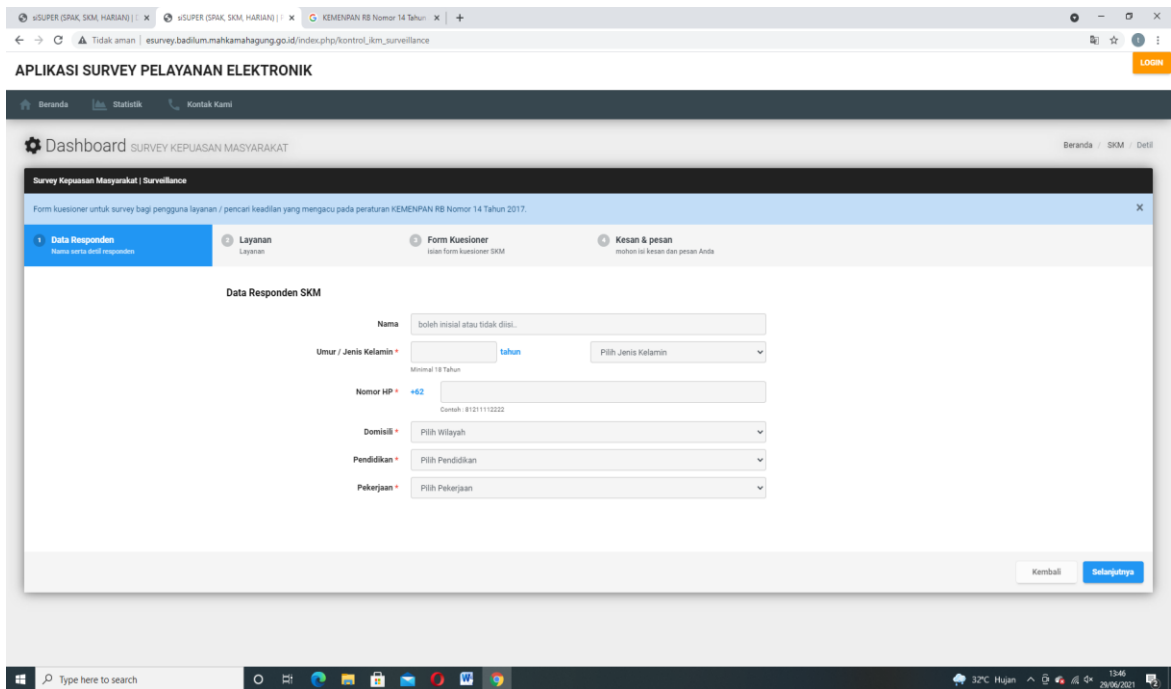 siSUPER (SPAK, SKM, HARIAN) | siSUPER (SPAK, SKM, HARIAN) | KEMENPAN RB Nomor 14 Tahun
Tidak aman | esurvey.badilum.mahkamahagung.go.id/index.php/kontrol_ikm_surveillance
APLIKASI SURVEY PELAYANAN ELEKTRONIK LOGIN
Beranda Statistik Kontak Kami
Dashboard SURVEY KEPUASAN MASYARAKAT Beranda / SKM / Detil
Survey Kepuasan Masyarakat | Surveillance
Form kuesioner untuk survey bagi pengguna layanan / pencari keadilan yang mengacu pada peraturan KEMENPAN RB Nomor 14 Tahun 2017. X
1 Data Responden 2 Layanan 3 Form Kuesioner 4 Kesan & pesan
Nama serta detil responden Layanan isian form kuesioner SKM mohon isi kesan dan pesan Anda
Data Responden SKM
Nama boleh inisial atau tidak diisi..
Umur / Jenis Kelamin * tahun Pilih Jenis Kelamin
Minimal 18 Tahun
Nomor HP * +62
Contoh : 81211112222
Domisili * Pilih Wilayah
Pendidikan * Pilih Pendidikan
Pekerjaan * Pilih Pekerjaan
Kembali Selanjutnya
Type here to search 32°C Hujan 13:46
29/06/2021